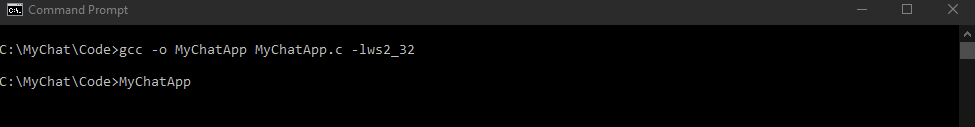 Command Prompt
C:\MyChat\Code>gcc -o MyChatApp MyChatApp.c -lws2_32
C:\MyChat\Code>MyChatApp